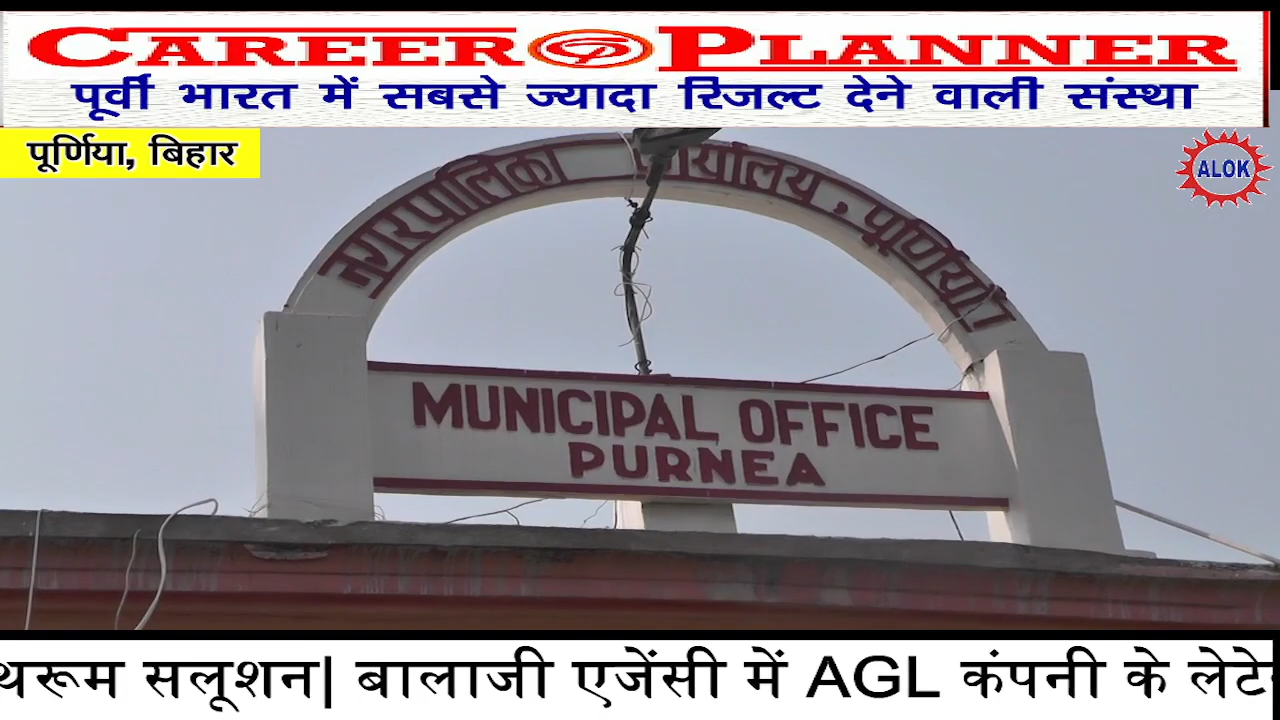 CAREER PLANNER
पूर्वी भारत में सबसे ज्यादा रिजल्ट देने वाली संस्था
पूर्णिया, बिहार
ALOK
नगरपालिका कार्यालय, पूर्णियाँ
MUNICIPAL OFFICE
PURNEA
थरूम सलूशन| बालाजी एजेंसी में AGL कंपनी के लेटे